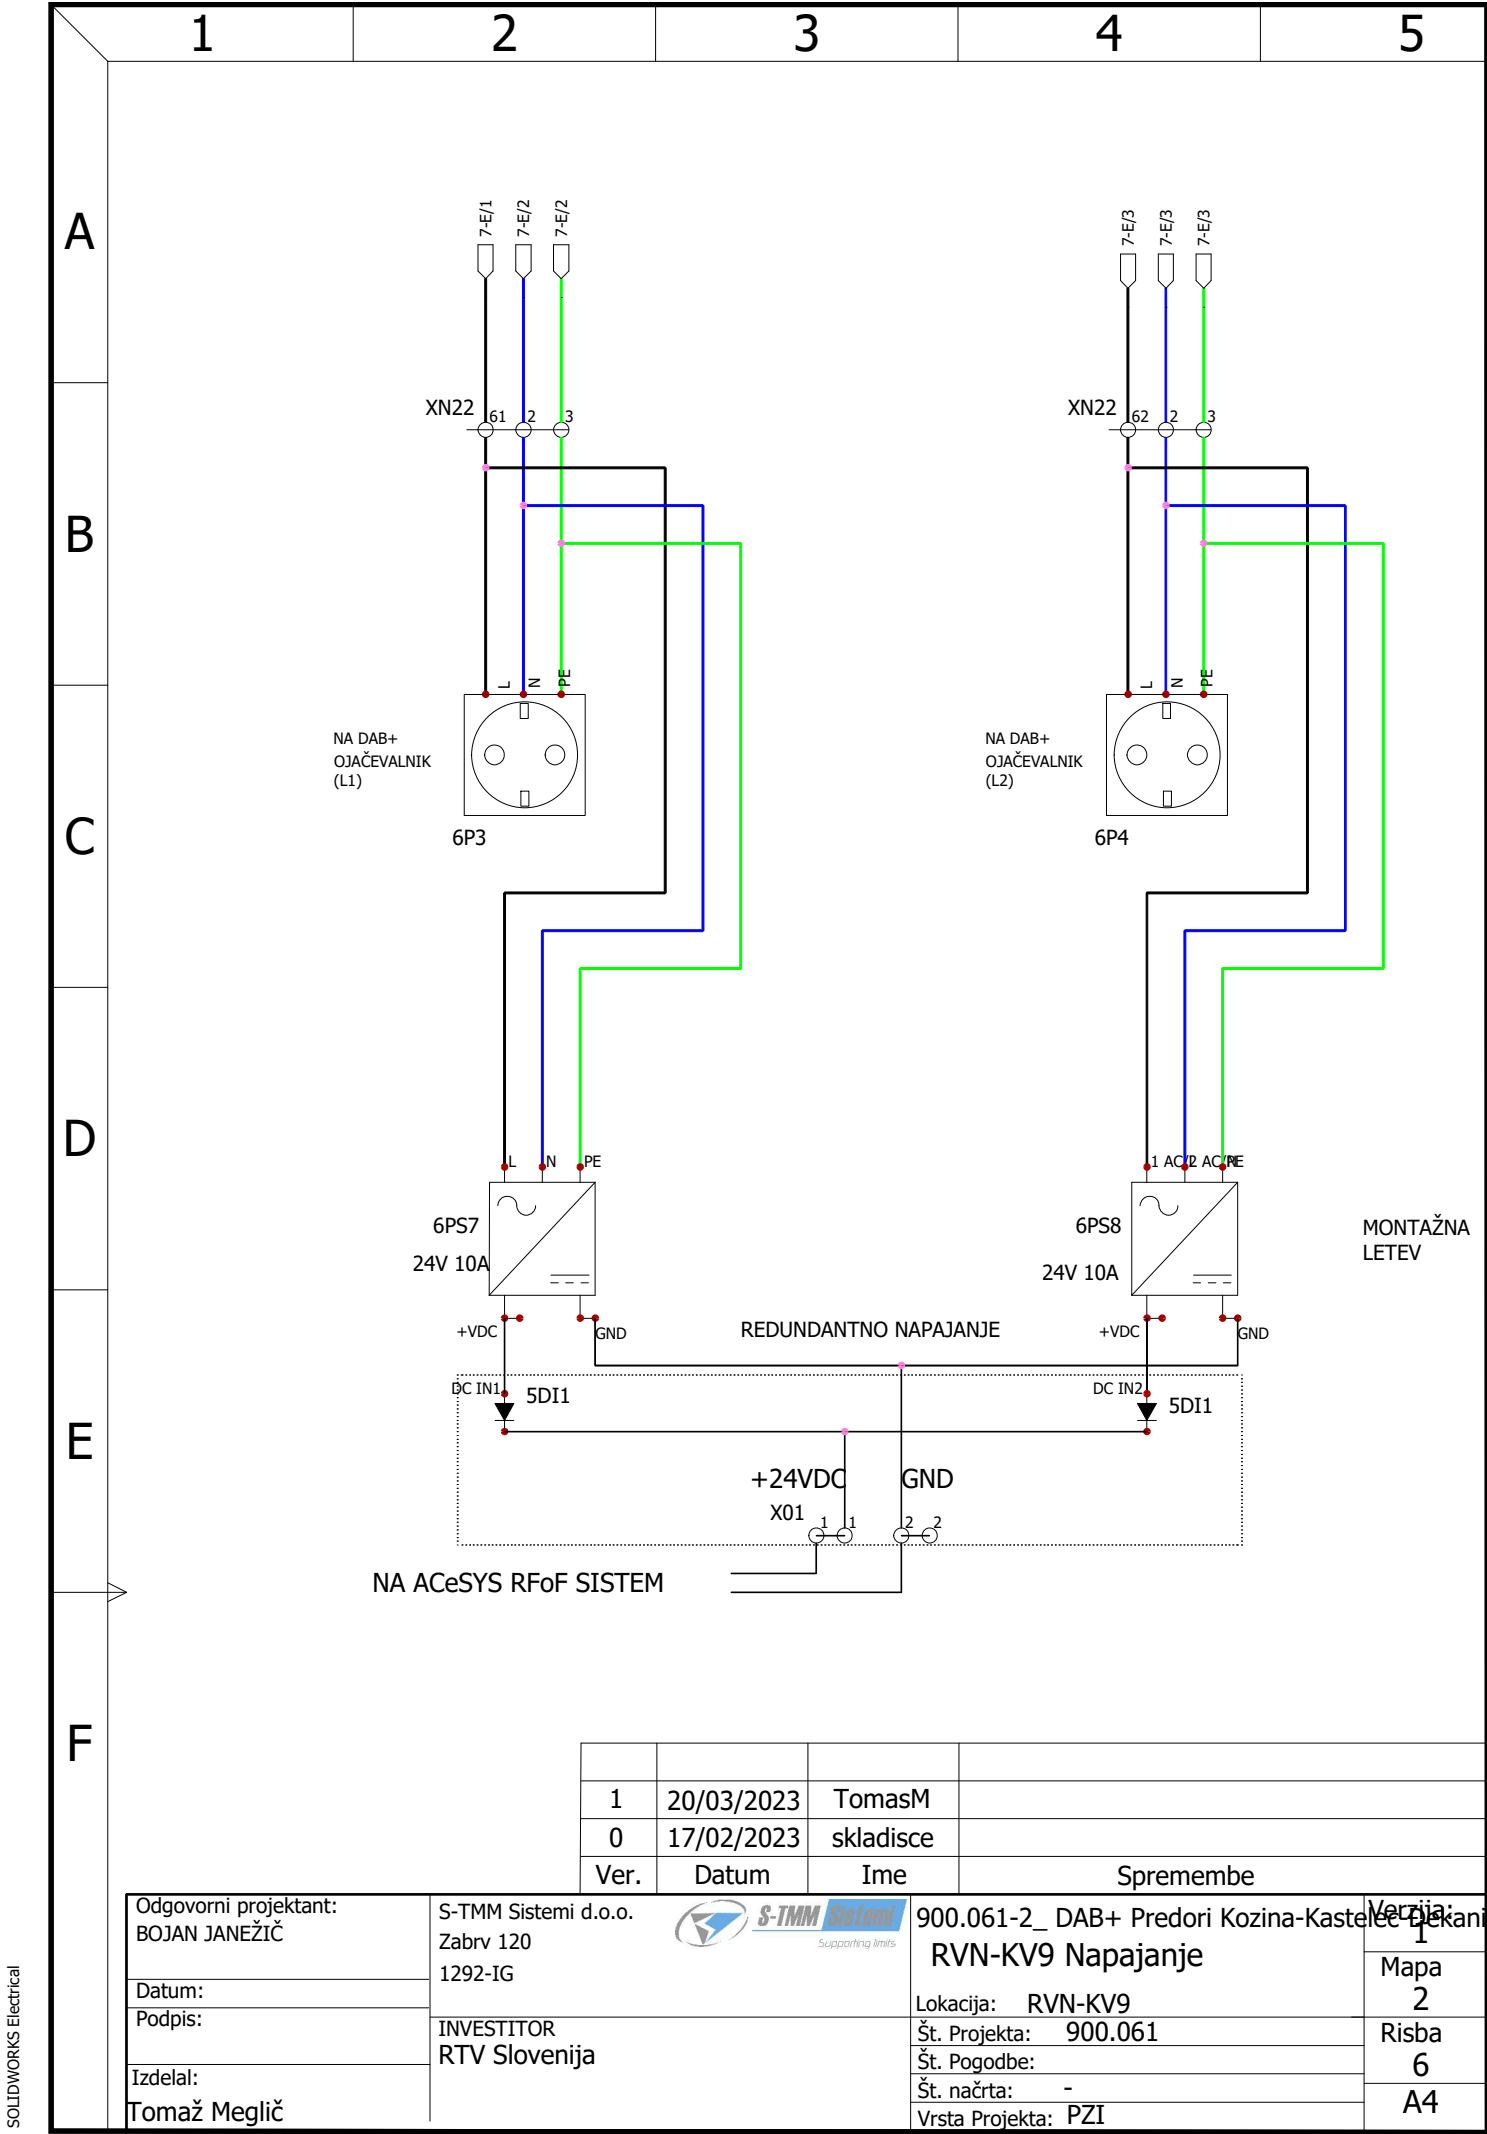 1 2 3 4 5
A
7-E/1 7-E/2 7-E/2 7-E/3 7-E/3 7-E/3
XN22 61 2 3
XN22 62 2 3
B
L N PE
L N PE
NA DAB+
OJAČEVALNIK
(L1)
NA DAB+
OJAČEVALNIK
(L2)
C
6P3
6P4
D
L N PE
1 AC/L 2 AC/N PE
6PS7
24V 10A
6PS8
24V 10A
MONTAŽNA
LETEV
+VDC GND
REDUNDANTNO NAPAJANJE
+VDC GND
DC IN1 5DI1
DC IN2 5DI1
E
+24VDC GND
X01 1 1 2 2
NA ACeSYS RFoF SISTEM
F
1 20/03/2023 TomasM
0 17/02/2023 skladisce
Ver. Datum Ime Spremembe
Odgovorni projektant:
BOJAN JANEŽIČ
Datum:
Podpis:
Izdelal:
Tomaž Meglič
S-TMM Sistemi d.o.o.
Zabrv 120
1292-IG
INVESTITOR
RTV Slovenija
S-TMM Sistemi
Supporting limits
900.061-2_ DAB+ Predori Kozina-Kastelec-Dekani
RVN-KV9 Napajanje
Lokacija: RVN-KV9
Št. Projekta: 900.061
Št. Pogodbe:
Št. načrta: -
Vrsta Projekta: PZI
Verzija:
1
Mapa
2
Risba
6
A4
SOLIDWORKS Electrical